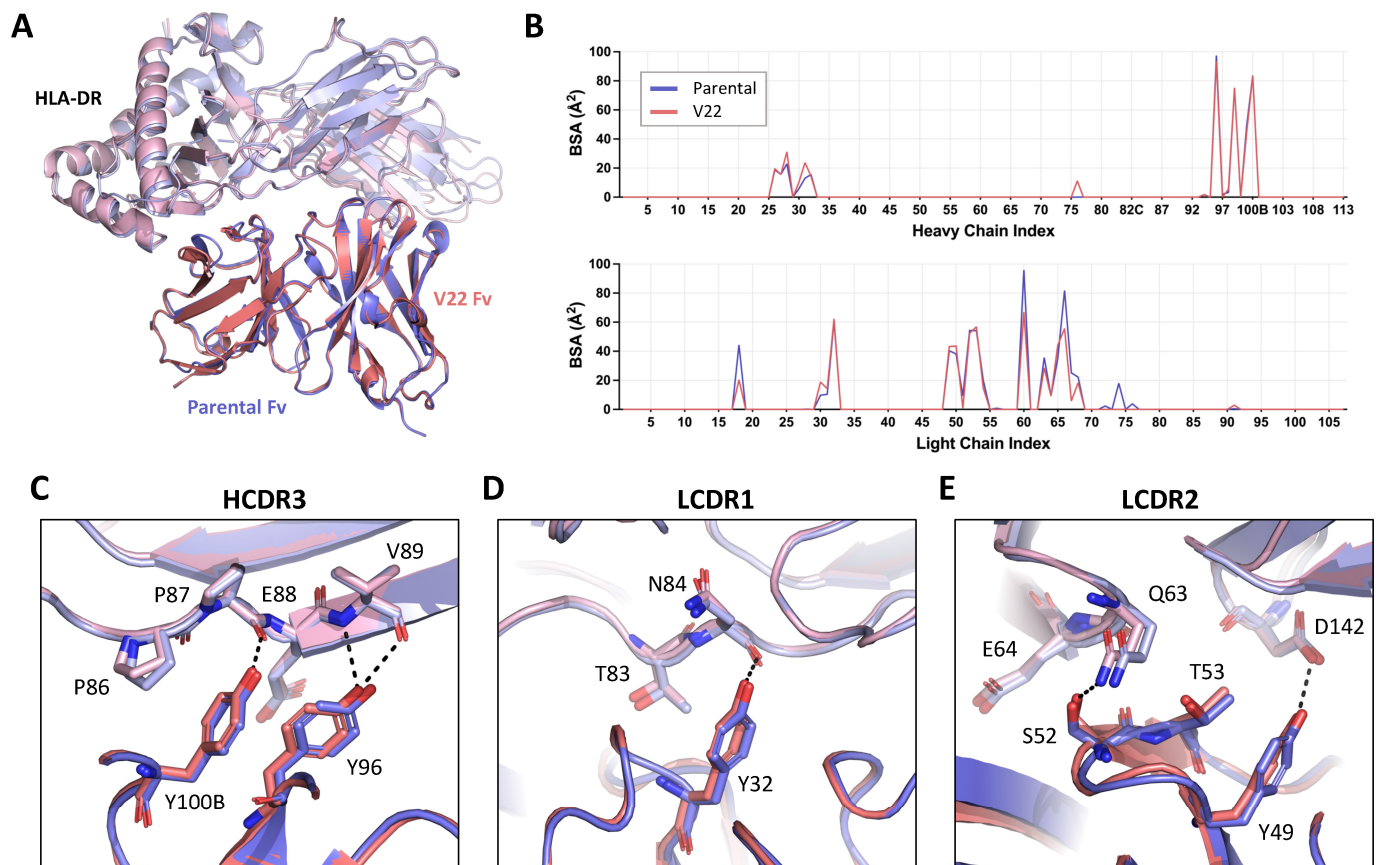 A
HLA-DR
V22 Fv
Parental Fv
B
BSA (Å²)
100
80
60
40
20
0
Parental
V22
5 10 15 20 25 30 35 40 45 50 55 60 65 70 75 80 82C 87 92 97 100B 103 108 113
Heavy Chain Index
BSA (Å²)
100
80
60
40
20
0
5 10 15 20 25 30 35 40 45 50 55 60 65 70 75 80 85 90 95 100 105
Light Chain Index
C
HCDR3
V89
P87 E88
P86
Y96
Y100B
D
LCDR1
N84
T83
Y32
E
LCDR2
Q63
D142
E64
T53
S52
Y49